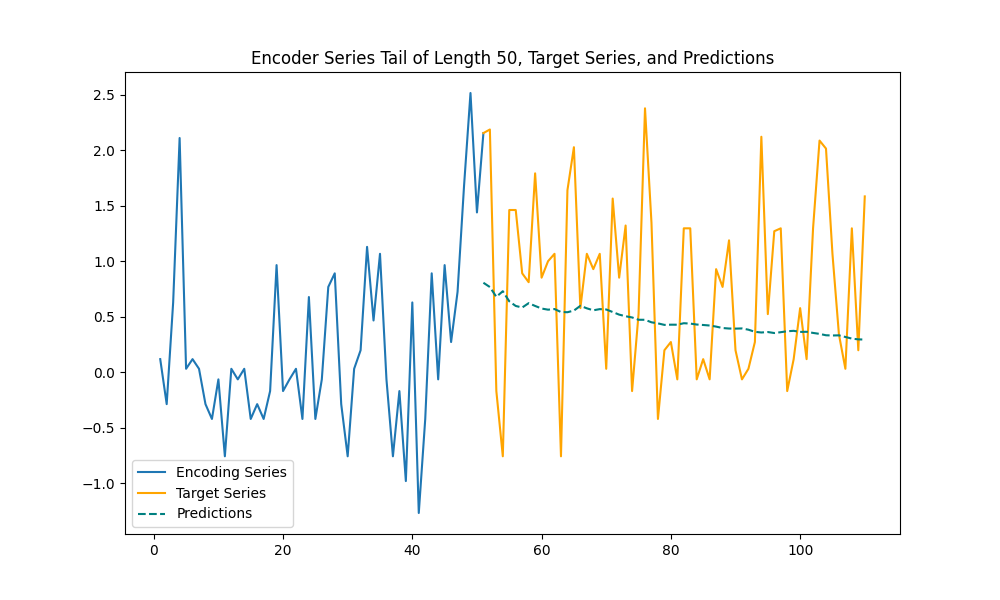 Encoder Series Tail of Length 50, Target Series, and Predictions
2.5
2.0
1.5
1.0
0.5
0.0
−0.5
−1.0
Encoding Series
Target Series
Predictions
0 20 40 60 80 100